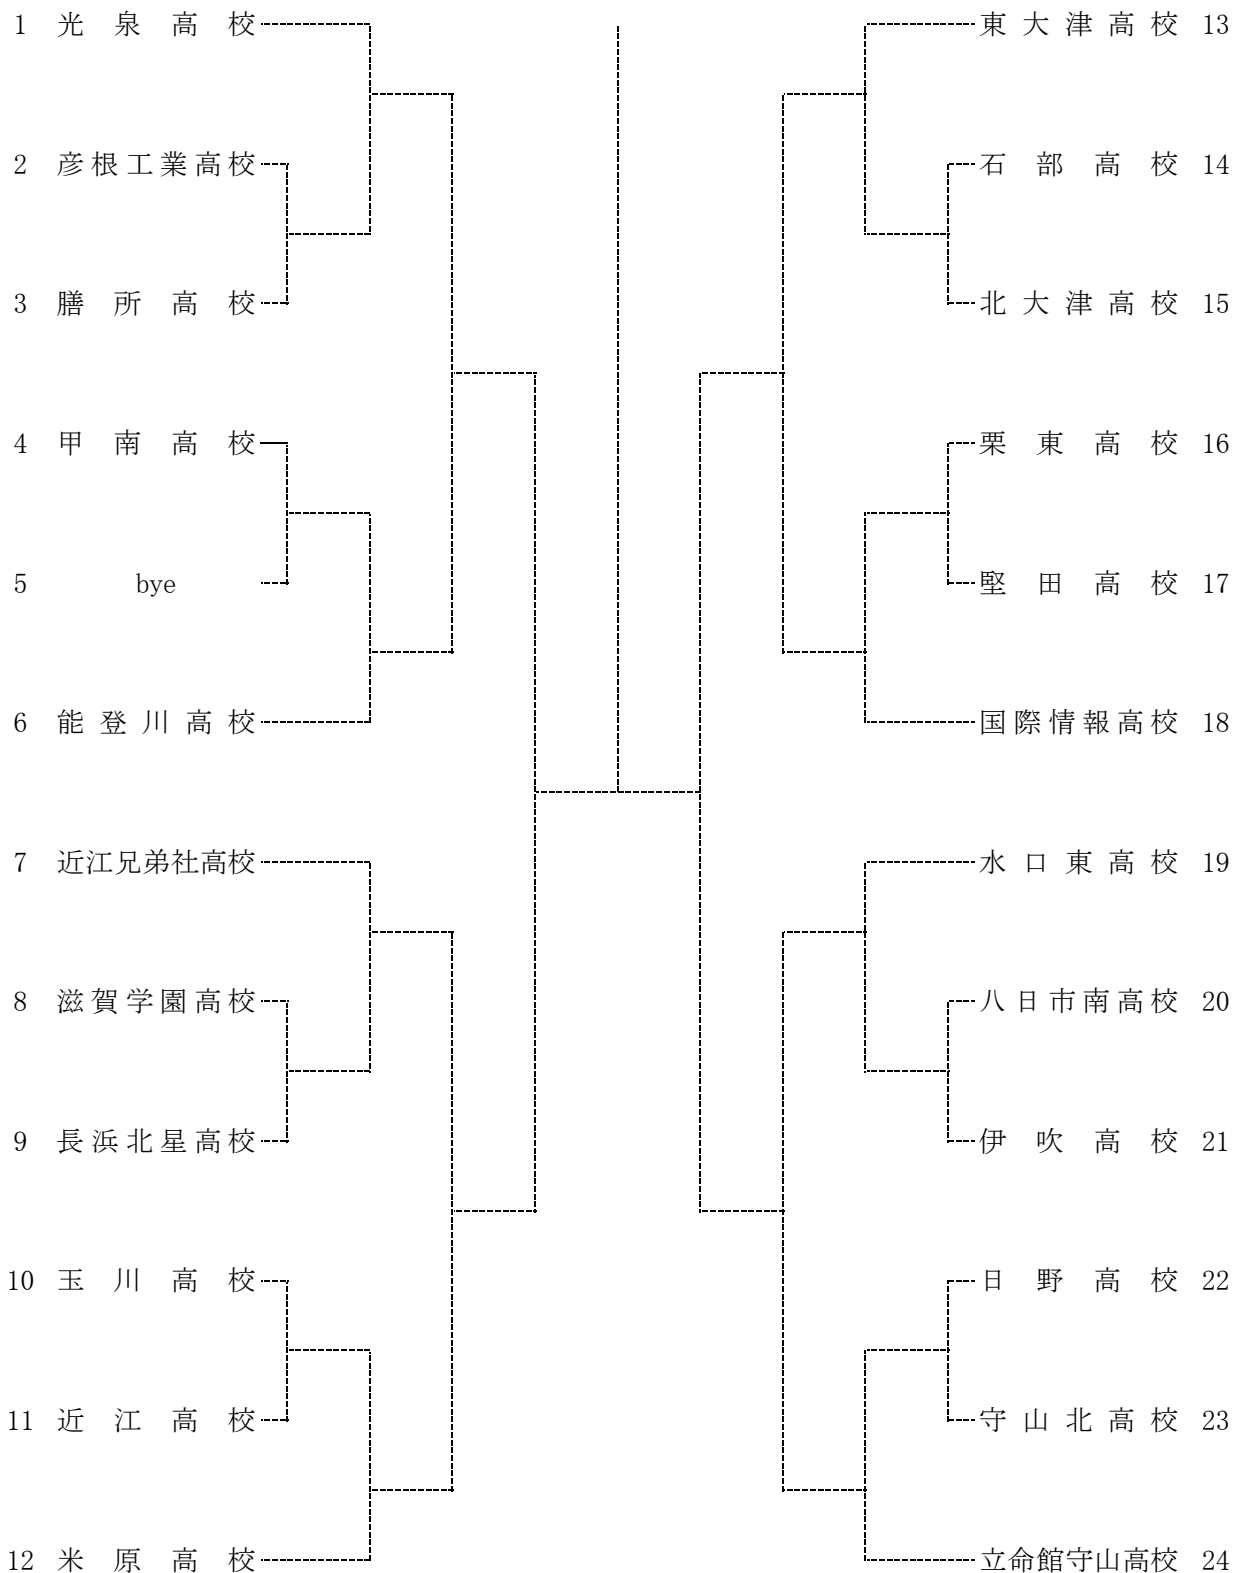 1 光泉高校
2 彦根工業高校
3 膳所高校
4 甲南高校
5 bye
6 能登川高校
7 近江兄弟社高校
8 滋賀学園高校
9 長浜北星高校
10 玉川高校
11 近江高校
12 米原高校
東大津高校 13
石部高校 14
北大津高校 15
栗東高校 16
堅田高校 17
国際情報高校 18
水口東高校 19
八日市南高校 20
伊吹高校 21
日野高校 22
守山北高校 23
立命館守山高校 24